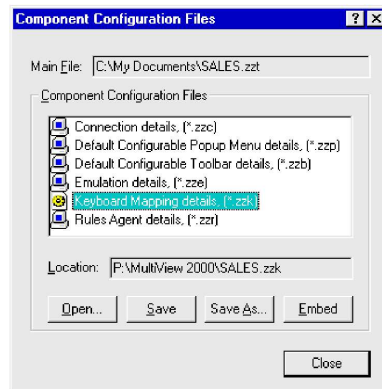 Component Configuration Files
Main File: C:\My Documents\SALES.zzt
Component Configuration Files
Connection details, (*.zzc)
Default Configurable Popup Menu details, (*.zzp)
Default Configurable Toolbar details, (*.zzb)
Emulation details, (*.zze)
Keyboard Mapping details, (*.zzk)
Rules Agent details, (*.zzr)
Location: P:\MultiView 2000\SALES.zzk
Open... Save Save As... Embed
Close